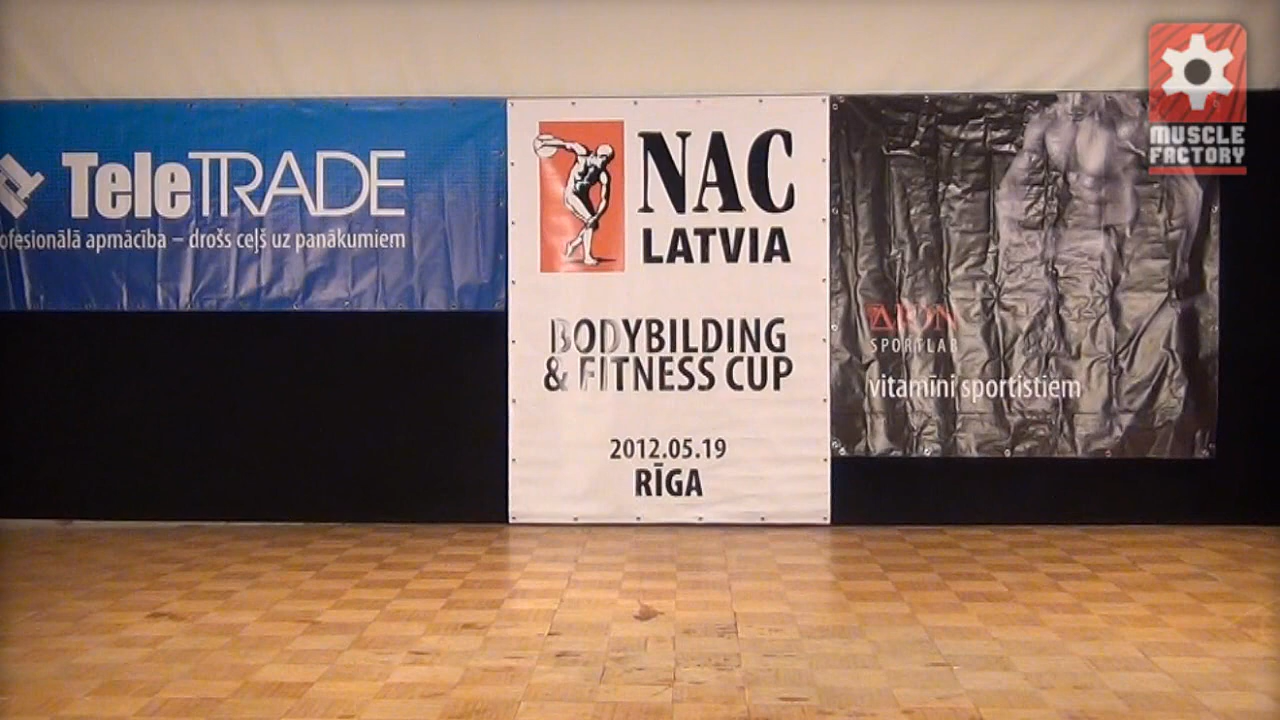 TeleTRADE
ofesionālā apmācība – drošs ceļš uz panākumiem
NAC
LATVIA
BODYBILDING
& FITNESS CUP
2012.05.19
RĪGA
SPORTLAB
vitamīni sportistiem
MUSCLE
FACTORY